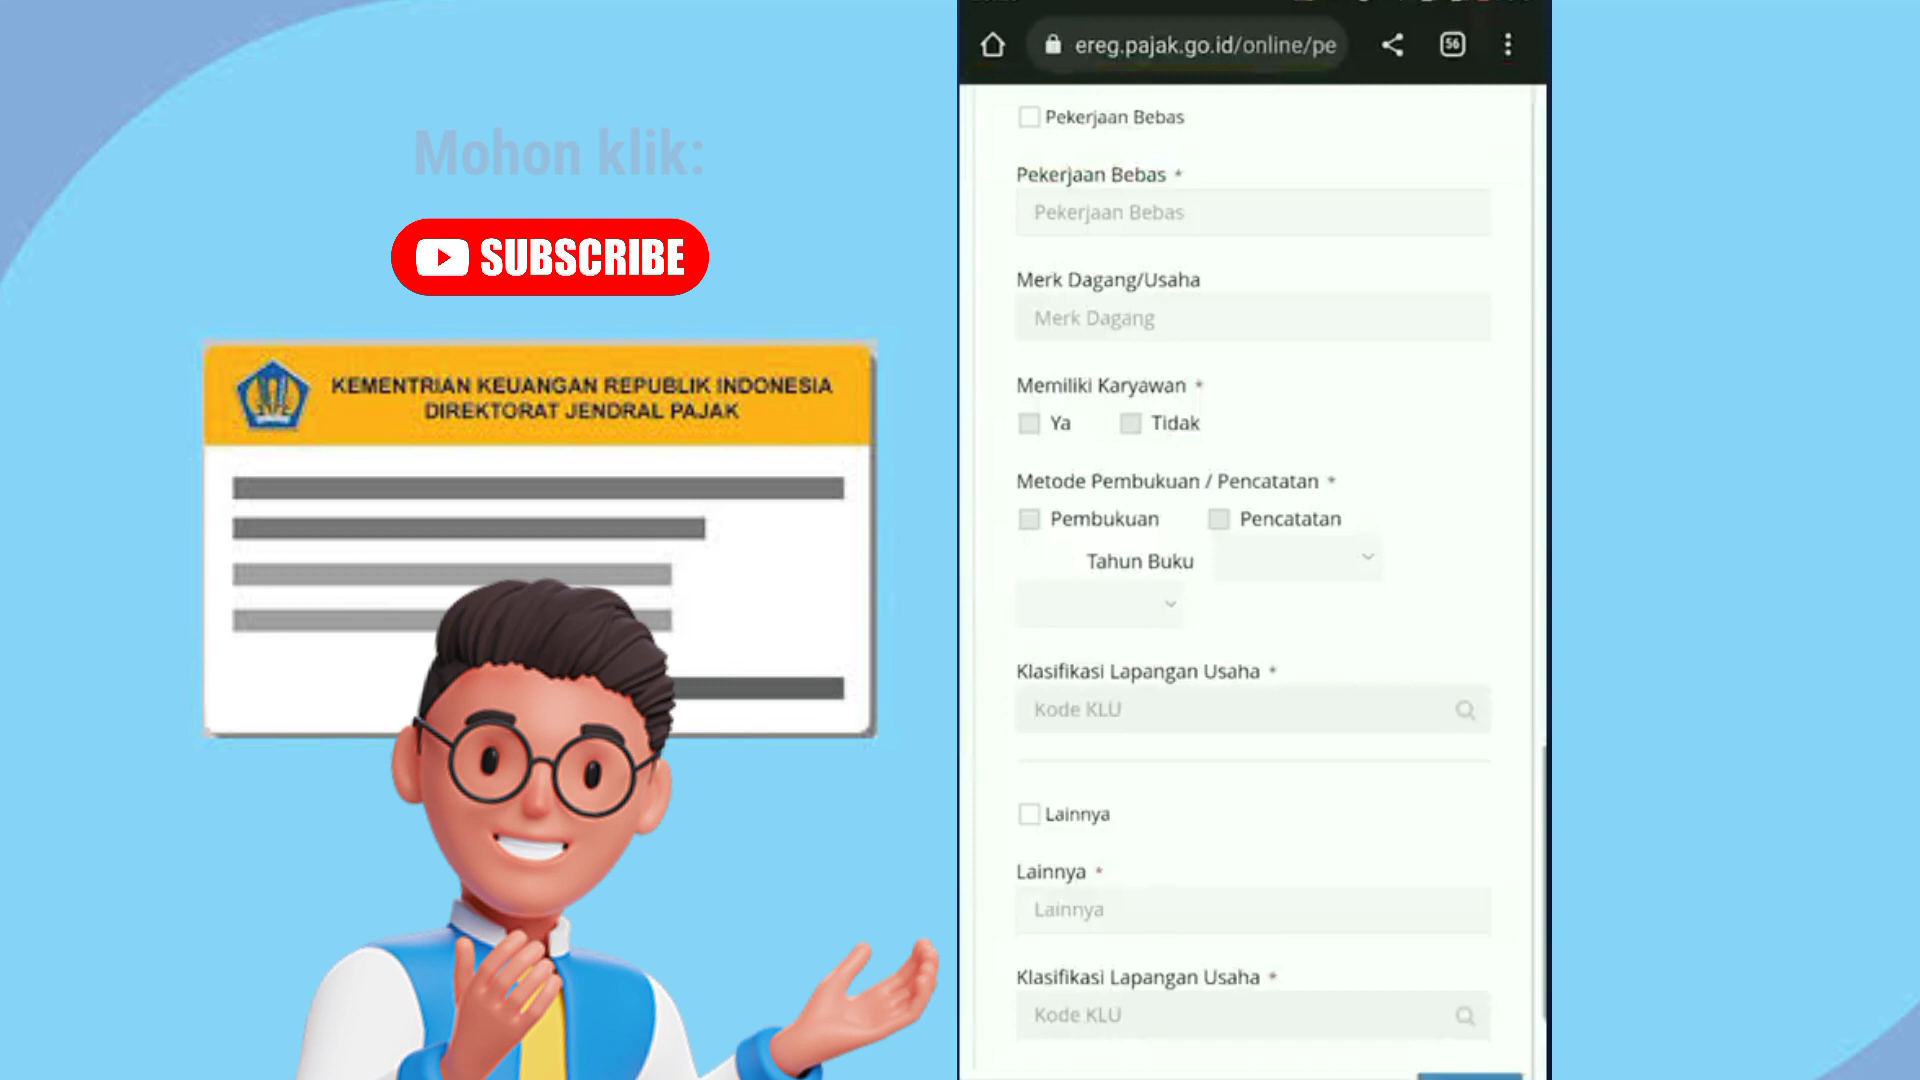 Mohon klik:
SUBSCRIBE
KEMENTRIAN KEUANGAN REPUBLIK INDONESIA
DIREKTORAT JENDRAL PAJAK
ereg.pajak.go.id/online/pe
56
Pekerjaan Bebas
Pekerjaan Bebas *
Pekerjaan Bebas
Merk Dagang/Usaha
Merk Dagang
Memiliki Karyawan *
Ya Tidak
Metode Pembukuan / Pencatatan *
Pembukuan Pencatatan
Tahun Buku
Klasifikasi Lapangan Usaha *
Kode KLU
Lainnya
Lainnya *
Lainnya
Klasifikasi Lapangan Usaha *
Kode KLU